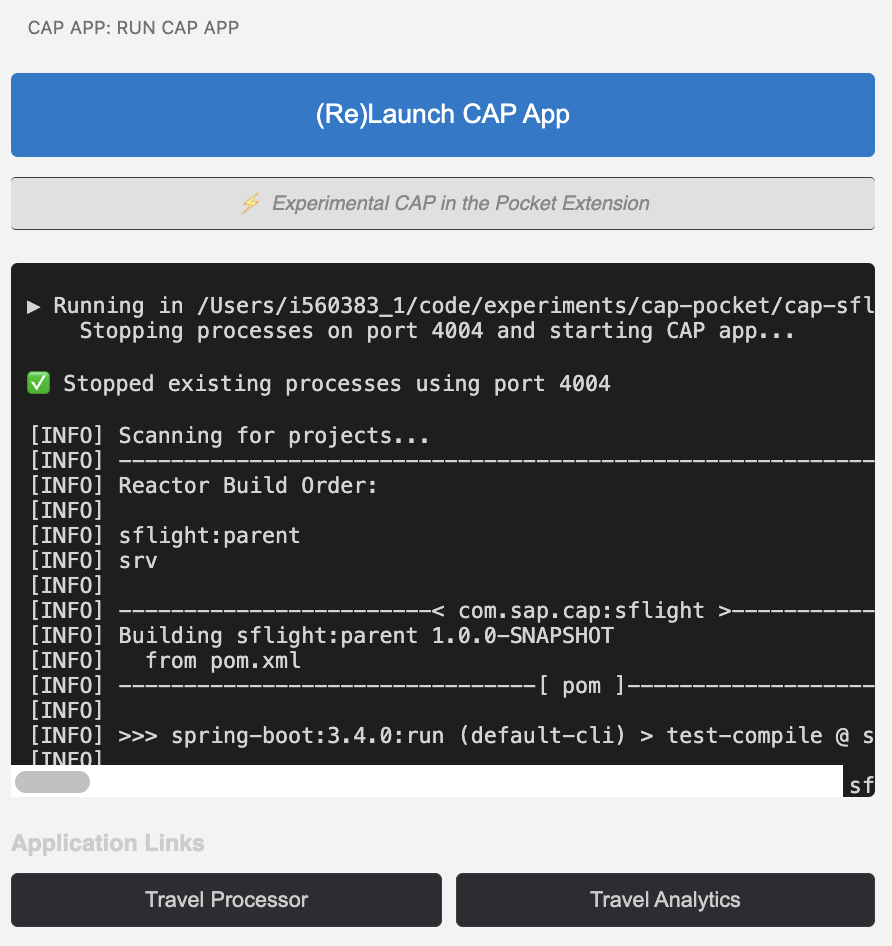 CAP APP: RUN CAP APP
(Re)Launch CAP App
⚡ Experimental CAP in the Pocket Extension
▶ Running in /Users/i560383_1/code/experiments/cap-pocket/cap-sfl
Stopping processes on port 4004 and starting CAP app...
✅ Stopped existing processes using port 4004
[INFO] Scanning for projects...
[INFO] ----------------------------------------------------------
[INFO] Reactor Build Order:
[INFO]
[INFO] sflight:parent
[INFO] srv
[INFO]
[INFO] ------------------------< com.sap.cap:sflight >-----------
[INFO] Building sflight:parent 1.0.0-SNAPSHOT
[INFO]   from pom.xml
[INFO] --------------------------------[ pom ]-------------------
[INFO]
[INFO] >>> spring-boot:3.4.0:run (default-cli) > test-compile @ s
[INFO]
sf
Application Links
Travel Processor
Travel Analytics